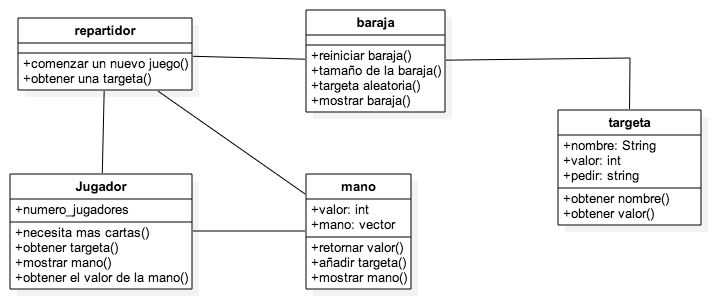 repartidor
+comenzar un nuevo juego()
+obtener una targeta()
baraja
+reiniciar baraja()
+tamaño de la baraja()
+targeta aleatoria()
+mostrar baraja()
targeta
+nombre: String
+valor: int
+pedir: string
+obtener nombre()
+obtener valor()
Jugador
+numero_jugadores
+necesita mas cartas()
+obtener targeta()
+mostrar mano()
+obtener el valor de la mano()
mano
+valor: int
+mano: vector
+retornar valor()
+añadir targeta()
+mostrar mano()